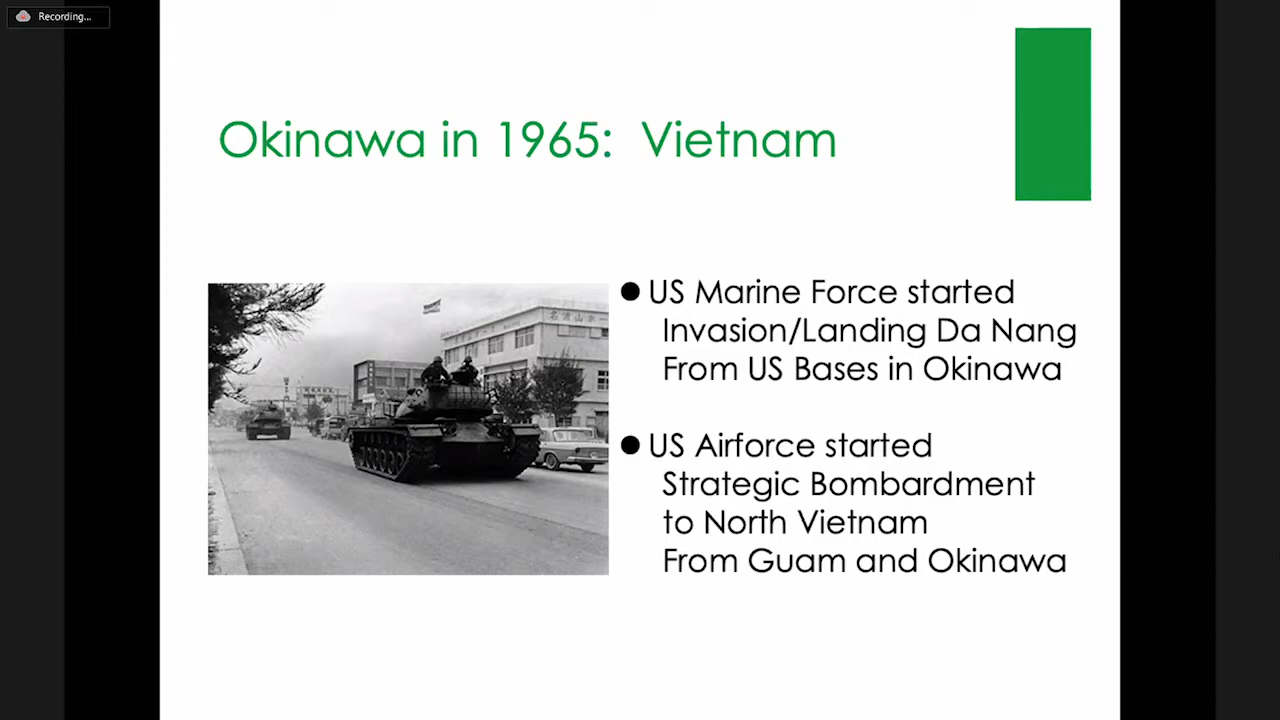 Recording...
Okinawa in 1965:  Vietnam
● US Marine Force started
Invasion/Landing Da Nang
From US Bases in Okinawa
● US Airforce started
Strategic Bombardment
to North Vietnam
From Guam and Okinawa